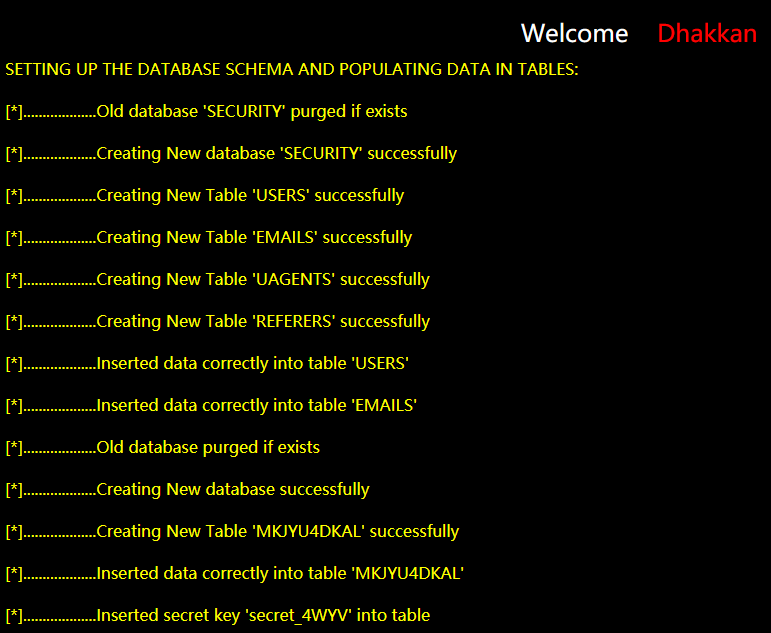 Welcome Dhakkan
SETTING UP THE DATABASE SCHEMA AND POPULATING DATA IN TABLES:
[*]...................Old database 'SECURITY' purged if exists
[*]...................Creating New database 'SECURITY' successfully
[*]...................Creating New Table 'USERS' successfully
[*]...................Creating New Table 'EMAILS' successfully
[*]...................Creating New Table 'UAGENTS' successfully
[*]...................Creating New Table 'REFERERS' successfully
[*]...................Inserted data correctly into table 'USERS'
[*]...................Inserted data correctly into table 'EMAILS'
[*]...................Old database purged if exists
[*]...................Creating New database successfully
[*]...................Creating New Table 'MKJYU4DKAL' successfully
[*]...................Inserted data correctly into table 'MKJYU4DKAL'
[*]...................Inserted secret key 'secret_4WYV' into table